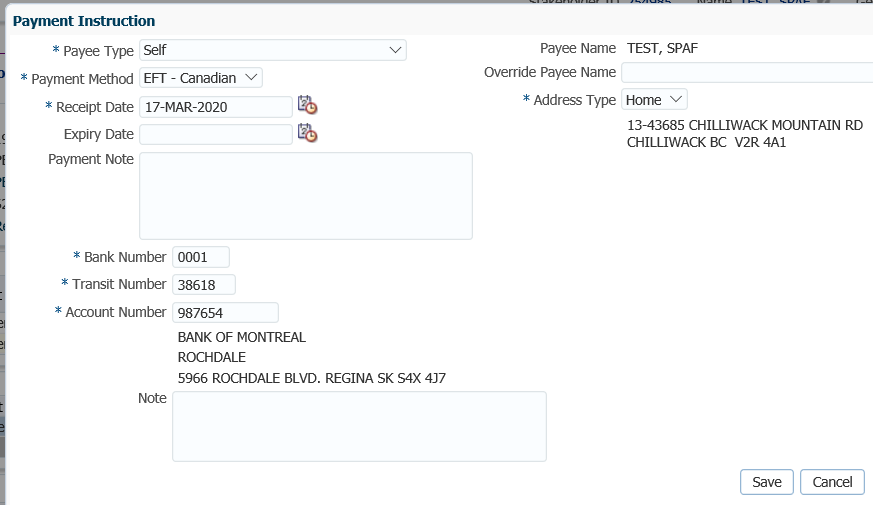 Payment Instruction
* Payee Type Self
Payee Name TEST, SPAF
* Payment Method EFT - Canadian
Override Payee Name
* Receipt Date 17-MAR-2020
* Address Type Home
Expiry Date
13-43685 CHILLIWACK MOUNTAIN RD
CHILLIWACK BC V2R 4A1
Payment Note
* Bank Number 0001
* Transit Number 38618
* Account Number 987654
BANK OF MONTREAL
ROCHDALE
5966 ROCHDALE BLVD. REGINA SK S4X 4J7
Note
Save Cancel